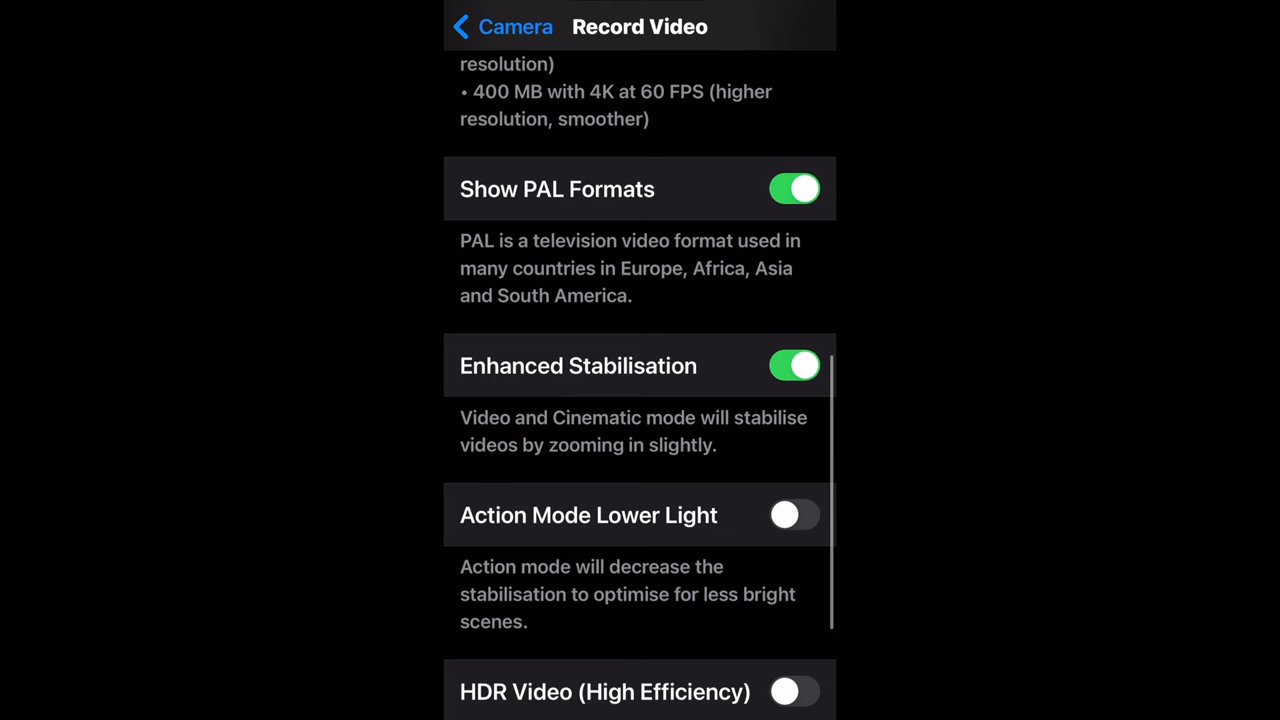 Camera Record Video
resolution)
• 400 MB with 4K at 60 FPS (higher
resolution, smoother)
Show PAL Formats
PAL is a television video format used in
many countries in Europe, Africa, Asia
and South America.
Enhanced Stabilisation
Video and Cinematic mode will stabilise
videos by zooming in slightly.
Action Mode Lower Light
Action mode will decrease the
stabilisation to optimise for less bright
scenes.
HDR Video (High Efficiency)